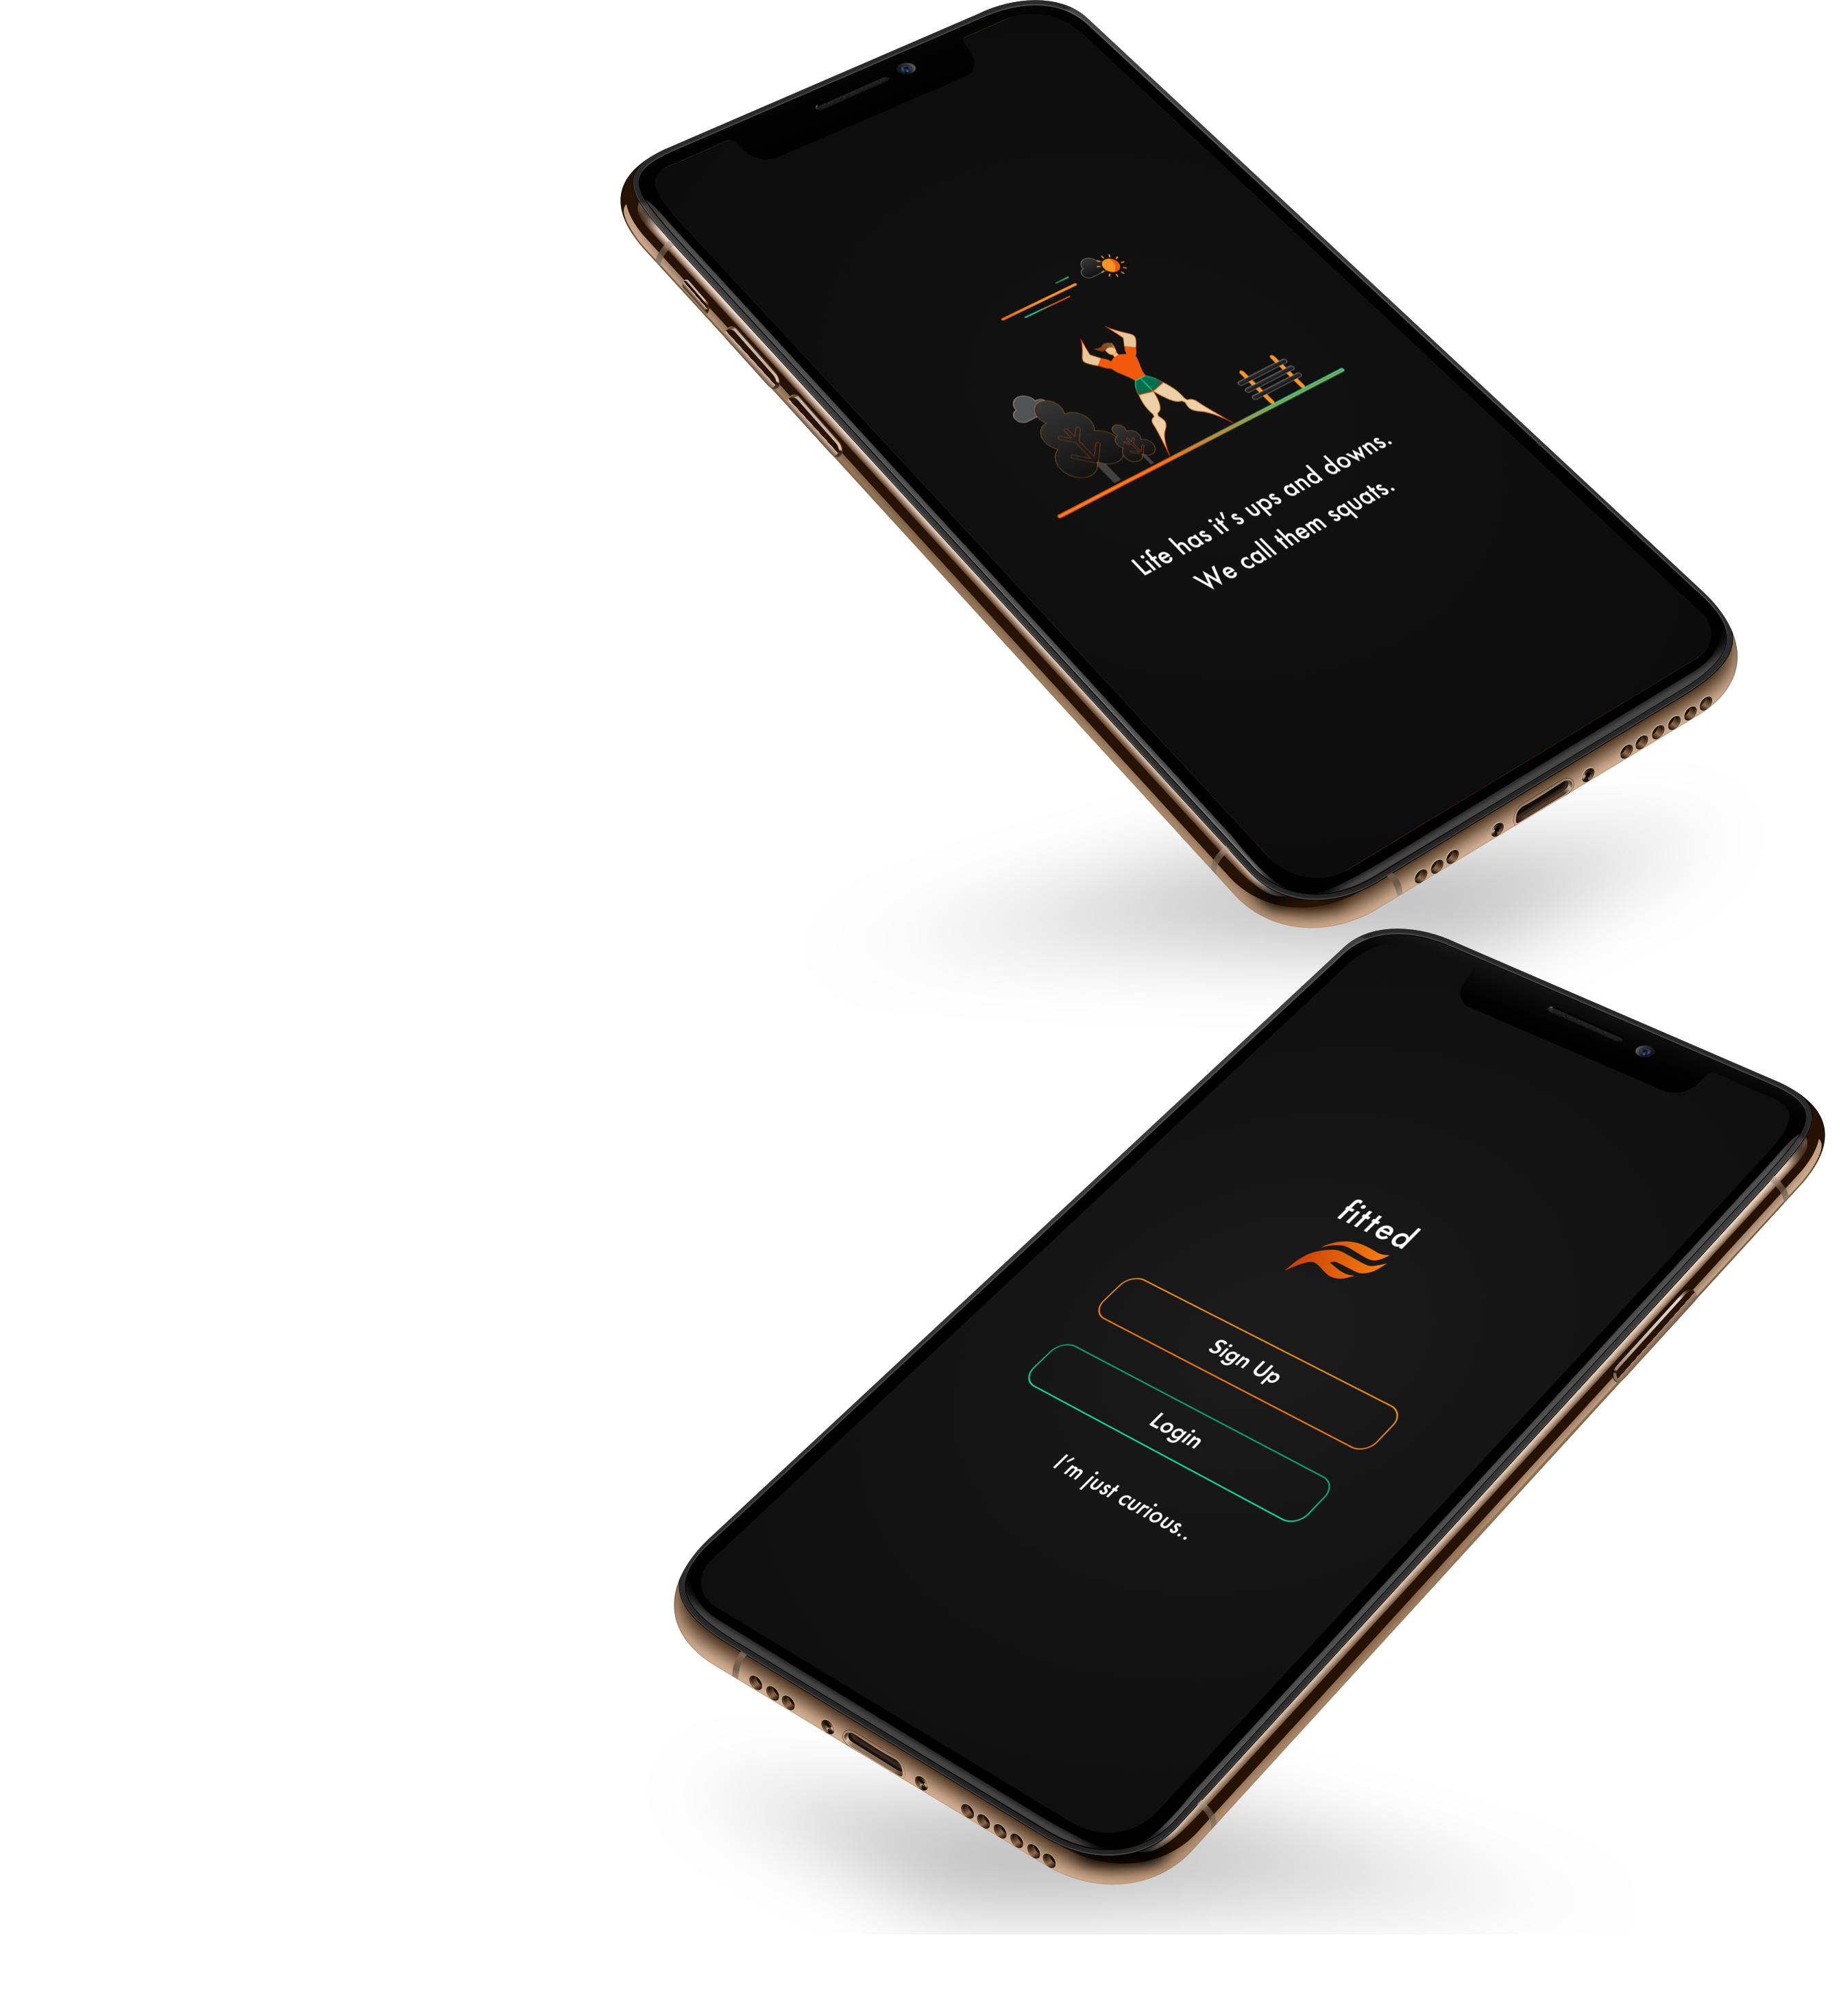 Life has it's ups and downs.
We call them squats.
fitted
Sign Up
Login
I'm just curious..